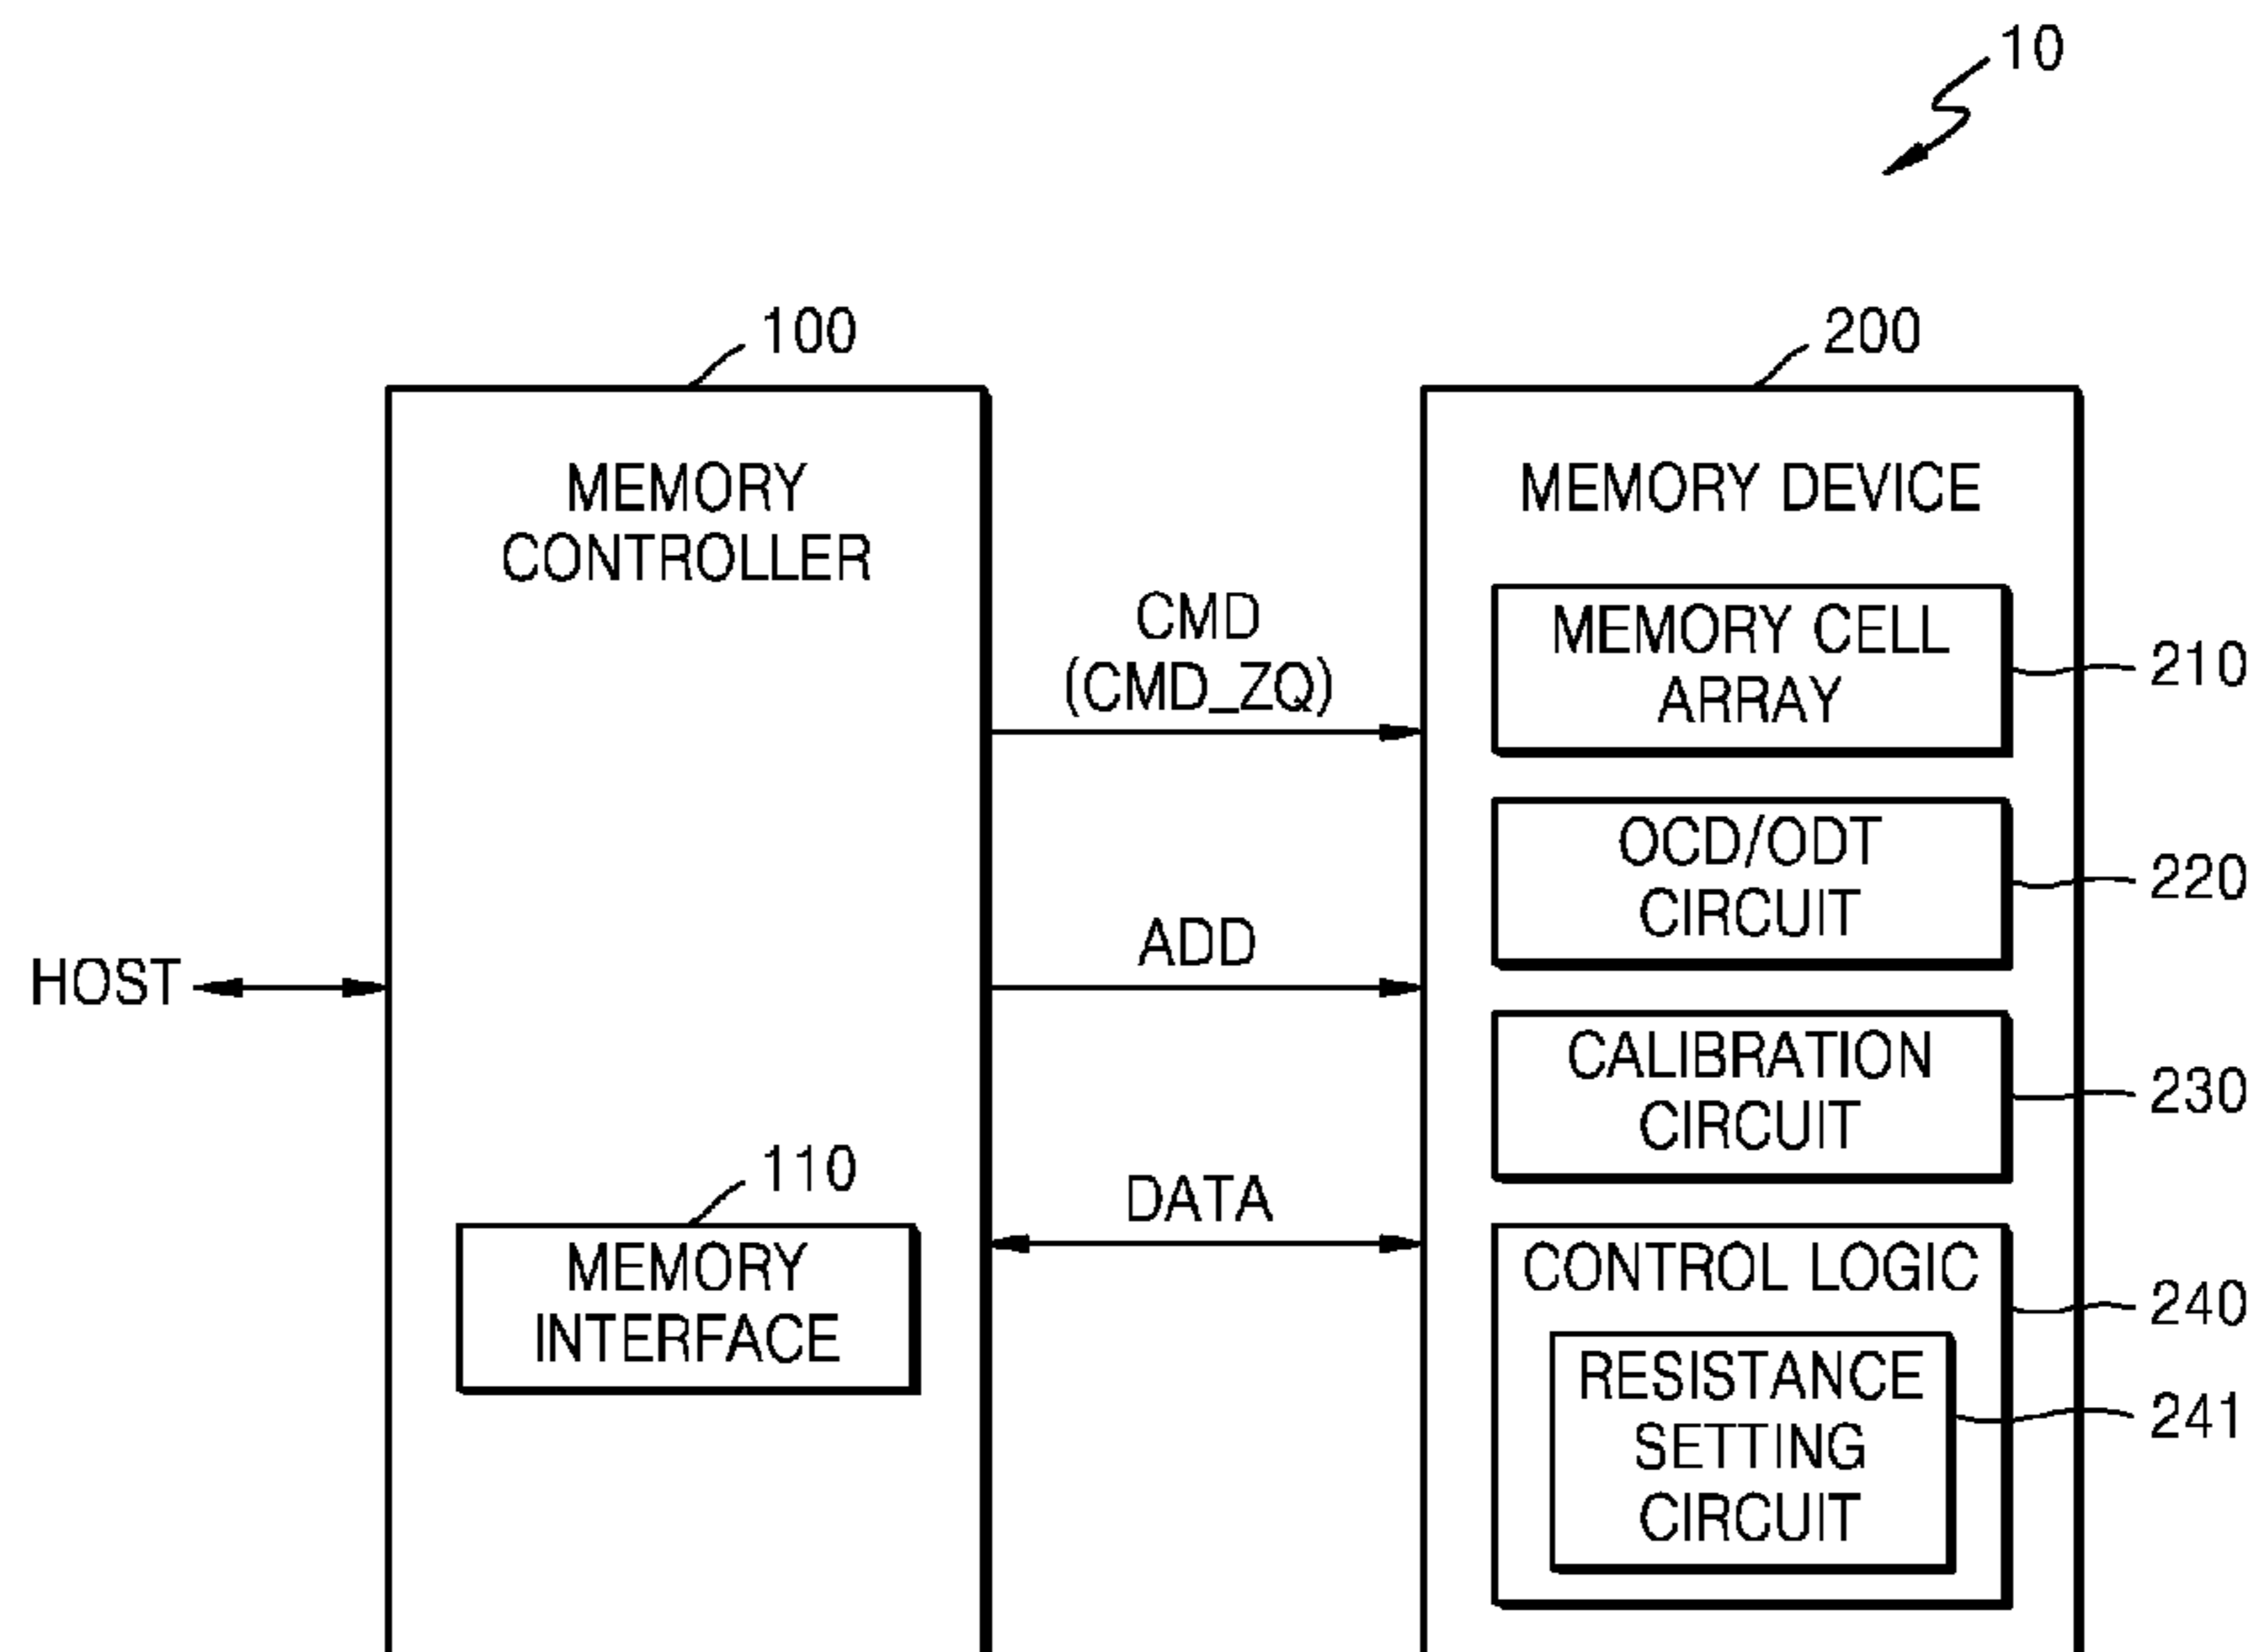 10
100
200
MEMORY
CONTROLLER
MEMORY DEVICE
CMD
(CMD_ZQ)
MEMORY CELL
ARRAY
210
OCD/ODT
CIRCUIT
220
HOST
ADD
CALIBRATION
CIRCUIT
230
110
MEMORY
INTERFACE
DATA
CONTROL LOGIC
240
RESISTANCE
SETTING
CIRCUIT
241